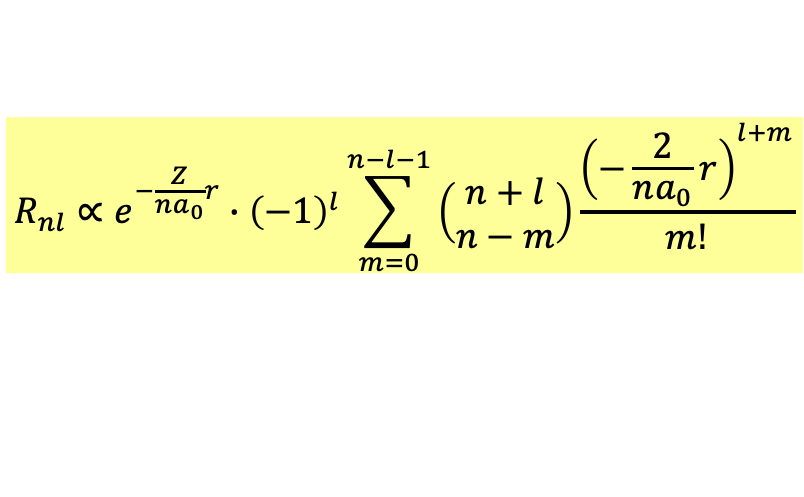 R_{nl} ∝ e^{-\frac{Z}{na_0}r} · (−1)^l \sum_{m=0}^{n−l−1} \binom{n + l}{n − m} \frac{\left(−\frac{2}{na_0}r\right)^{l+m}}{m!}